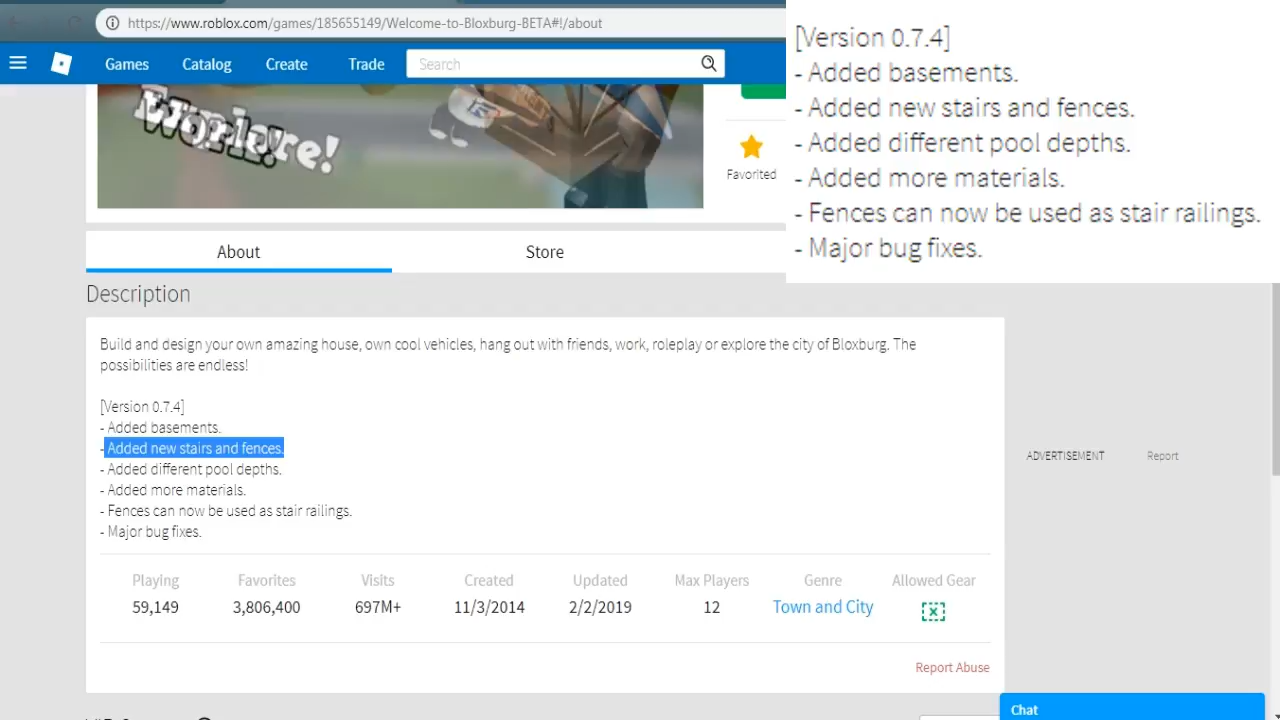 https://www.roblox.com/games/185655149/Welcome-to-Bloxburg-BETA#!/about
Games
Catalog
Create
Trade
Search
Favorited
[Version 0.7.4]
- Added basements.
- Added new stairs and fences.
- Added different pool depths.
- Added more materials.
- Fences can now be used as stair railings.
- Major bug fixes.
About
Store
Description
Build and design your own amazing house, own cool vehicles, hang out with friends, work, roleplay or explore the city of Bloxburg. The
possibilities are endless!
[Version 0.7.4]
- Added basements.
- Added new stairs and fences.
- Added different pool depths.
- Added more materials.
- Fences can now be used as stair railings.
- Major bug fixes.
ADVERTISEMENT
Report
Playing Favorites Visits Created Updated Max Players Genre Allowed Gear
59,149 3,806,400 697M+ 11/3/2014 2/2/2019 12 Town and City
Report Abuse
Chat